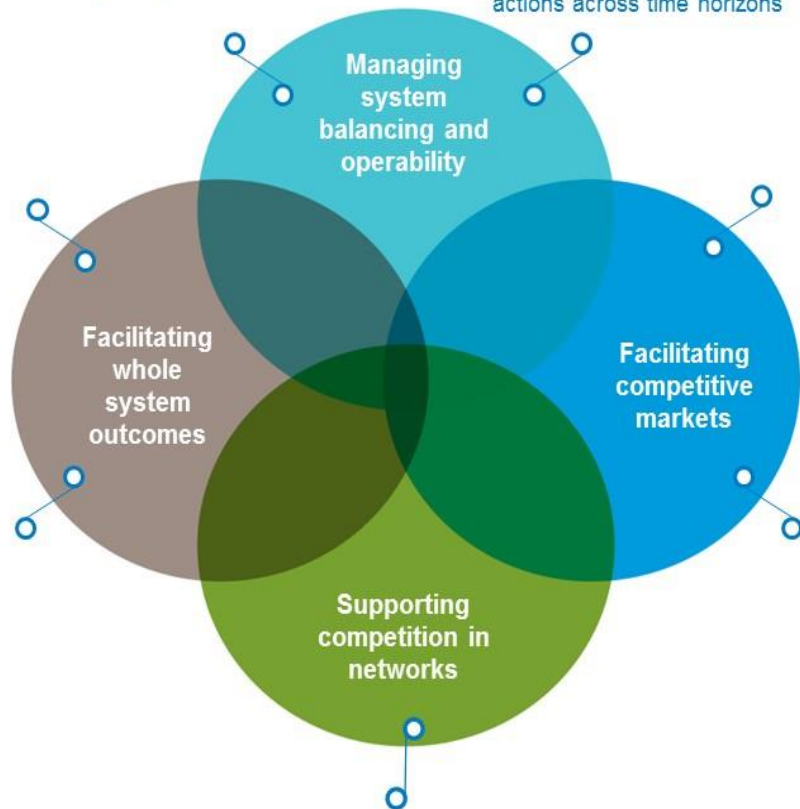 actions across time horizons
Managing
system
balancing and
operability
Facilitating
whole
system
outcomes
Facilitating
competitive
markets
Supporting
competition in
networks